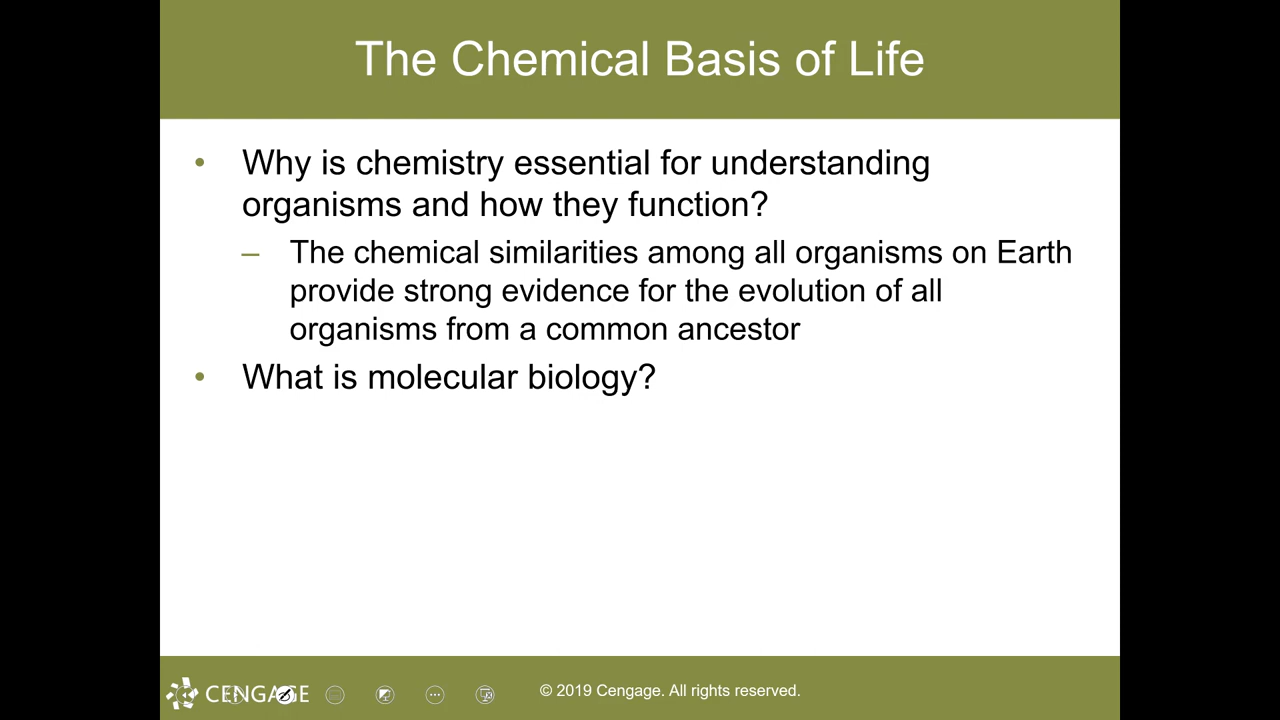 The Chemical Basis of Life
• Why is chemistry essential for understanding
organisms and how they function?
– The chemical similarities among all organisms on Earth
provide strong evidence for the evolution of all
organisms from a common ancestor
• What is molecular biology?
CENGAGE
© 2019 Cengage. All rights reserved.